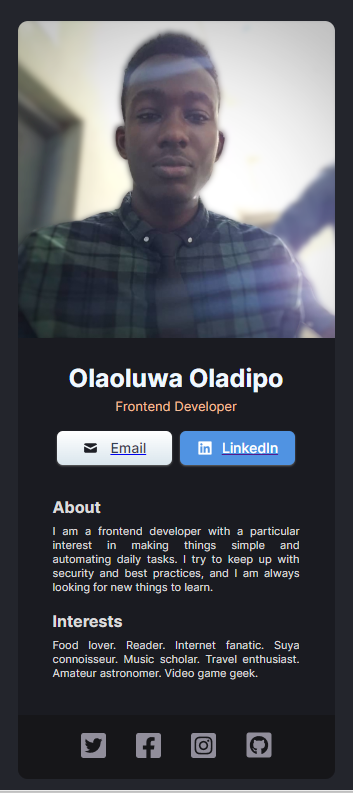 Olaoluwa Oladipo
Frontend Developer
Email
LinkedIn
About
I am a frontend developer with a particular
interest in making things simple and
automating daily tasks. I try to keep up with
security and best practices, and I am always
looking for new things to learn.
Interests
Food lover. Reader. Internet fanatic. Suya
connoisseur. Music scholar. Travel enthusiast.
Amateur astronomer. Video game geek.